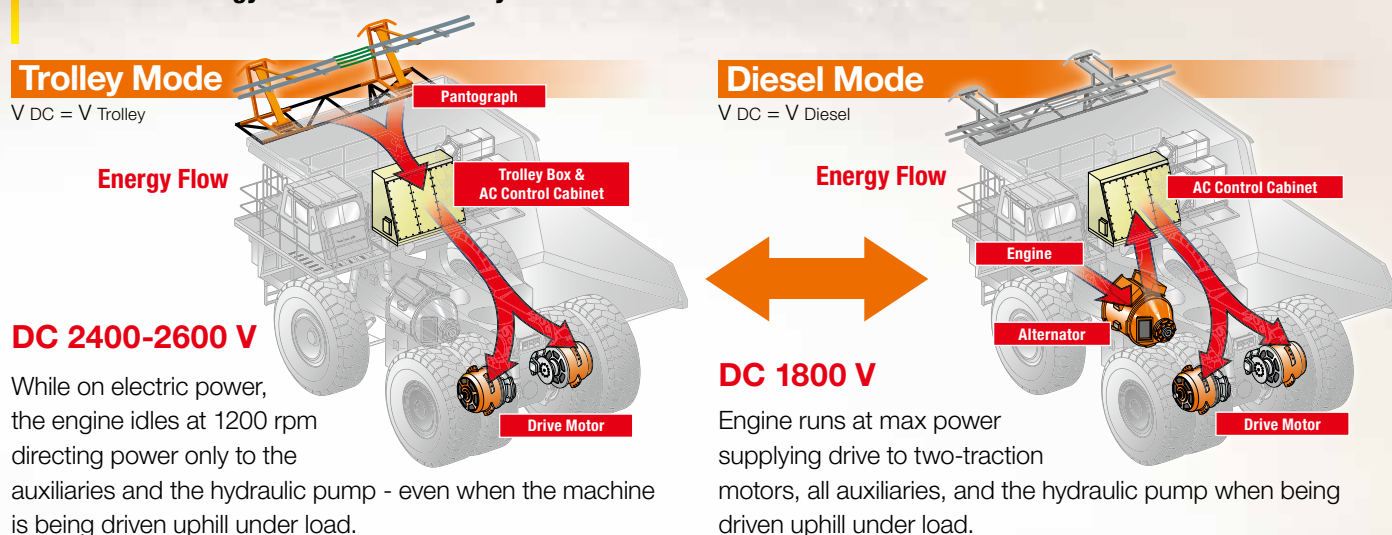 Trolley Mode
V DC = V Trolley
Pantograph
Energy Flow
Trolley Box &
AC Control Cabinet
DC 2400-2600 V
While on electric power,
the engine idles at 1200 rpm
directing power only to the
auxiliaries and the hydraulic pump - even when the machine
is being driven uphill under load.
Drive Motor
Diesel Mode
V DC = V Diesel
Energy Flow
AC Control Cabinet
Engine
Alternator
DC 1800 V
Engine runs at max power
supplying drive to two-traction
motors, all auxiliaries, and the hydraulic pump when being
driven uphill under load.
Drive Motor